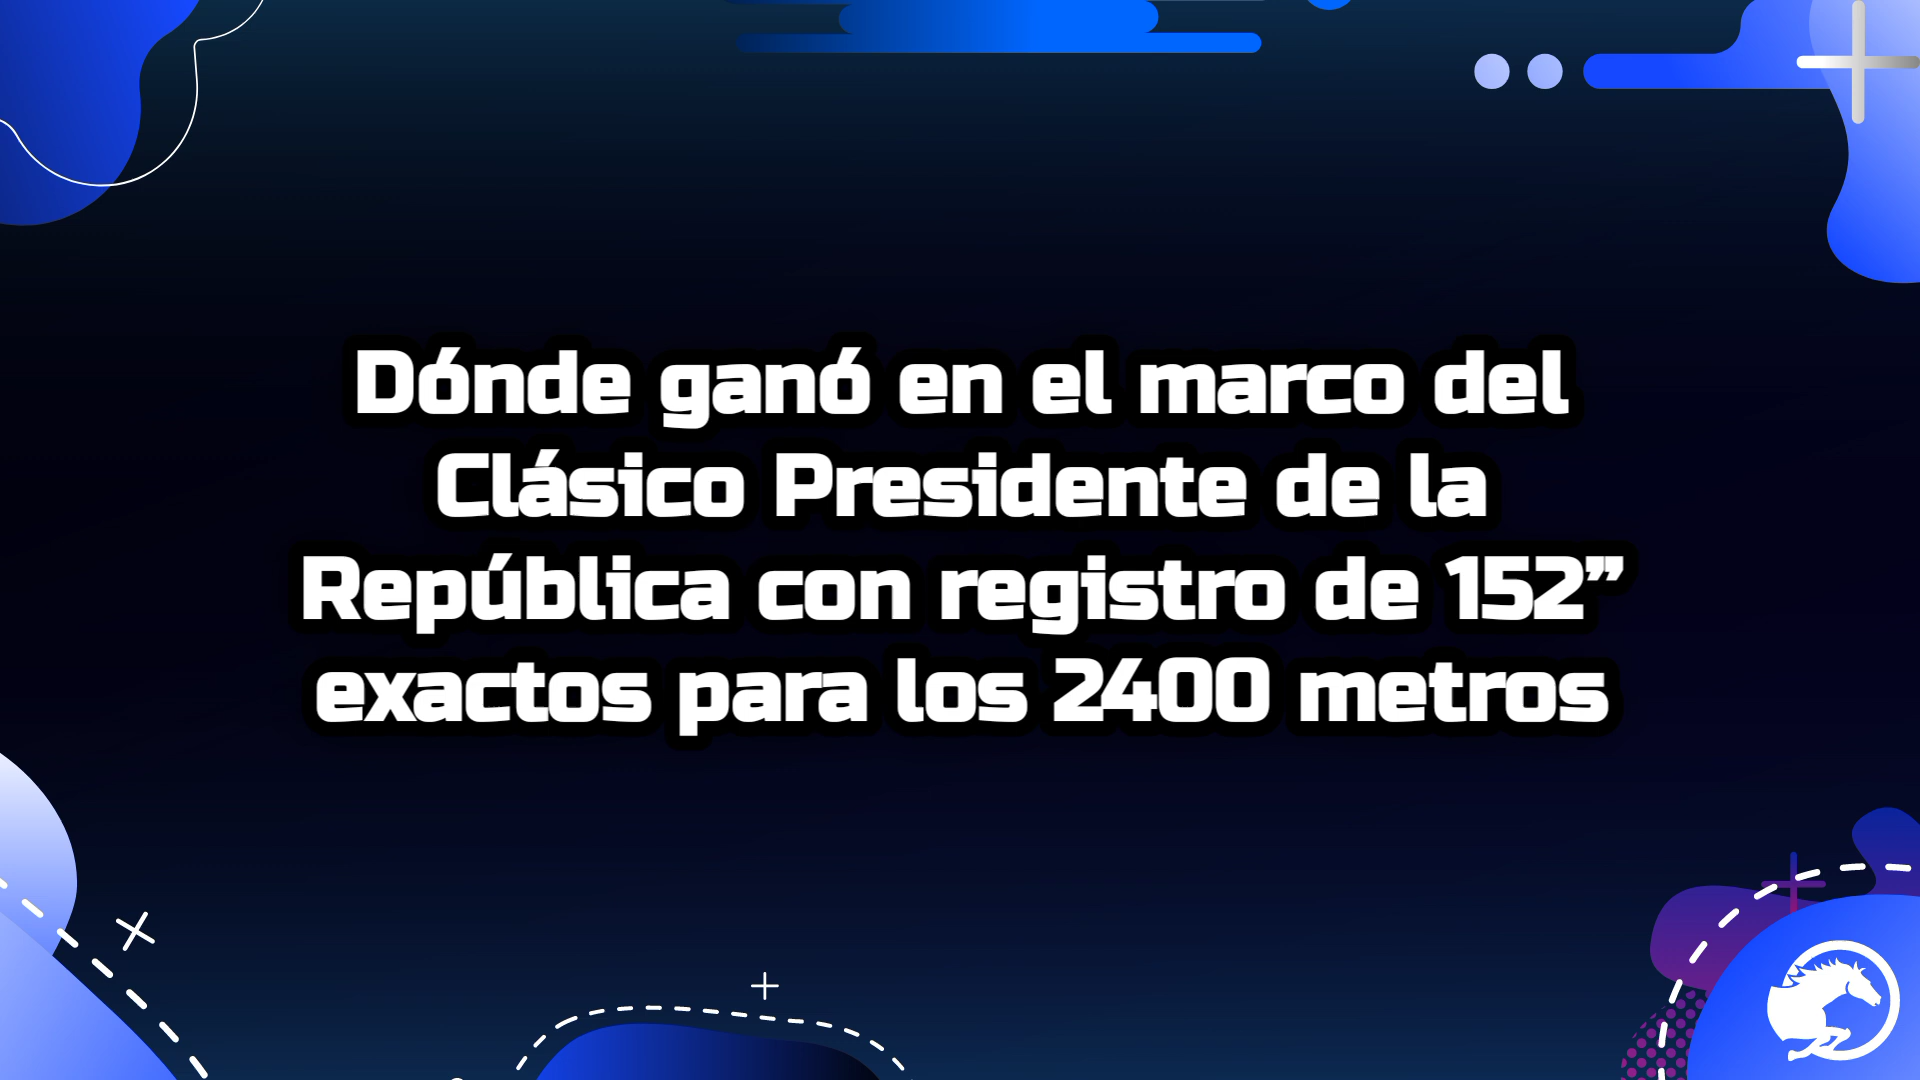 Dónde ganó en el marco del
Clásico Presidente de la
República con registro de 152”
exactos para los 2400 metros